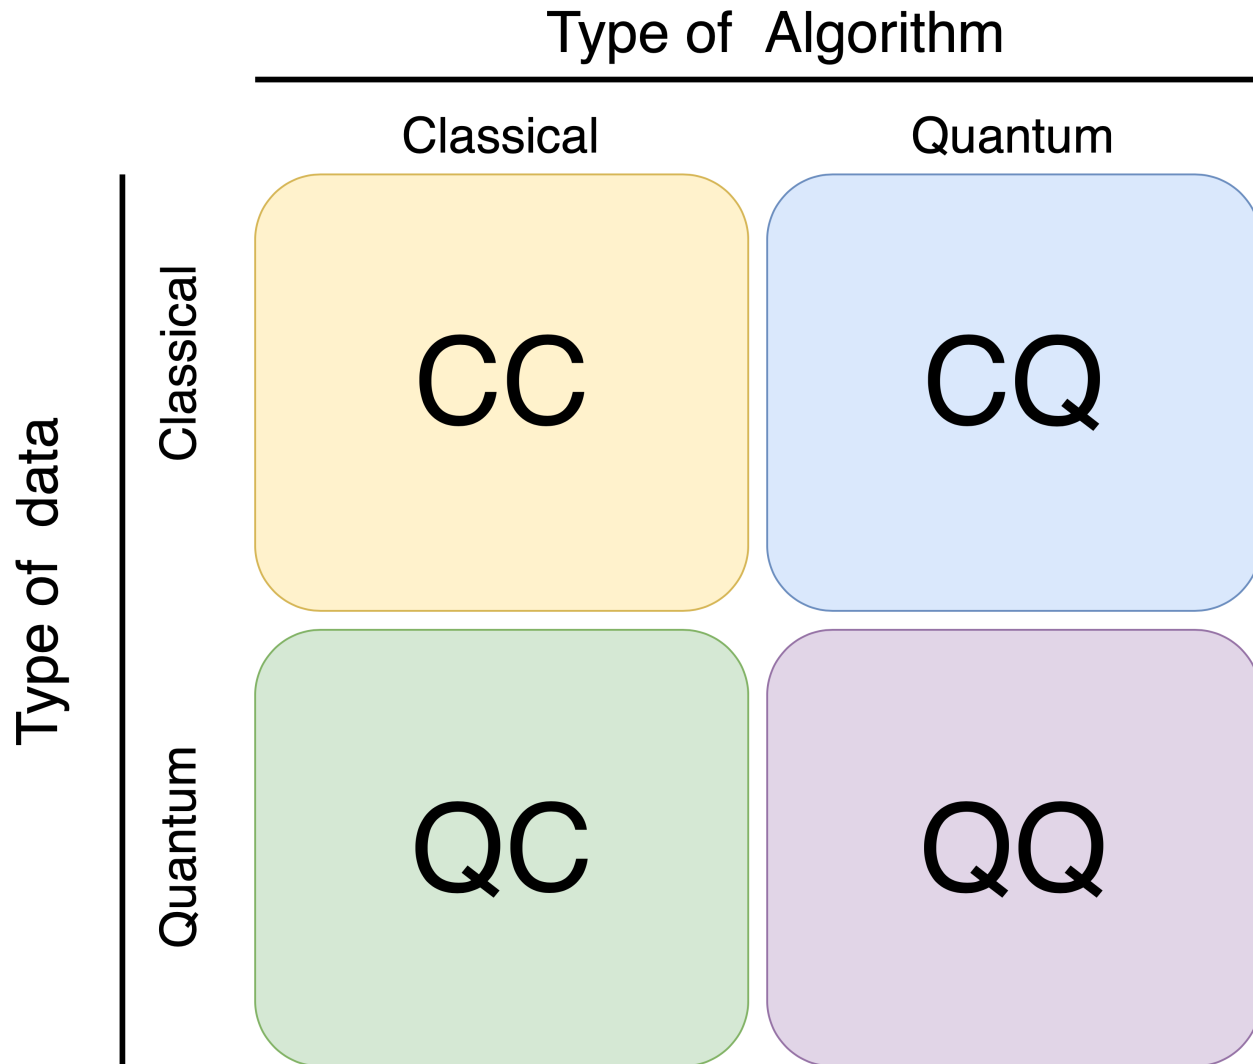 Type of Algorithm
Classical
Quantum
Type of data
Classical
CC
CQ
Quantum
QC
QQ